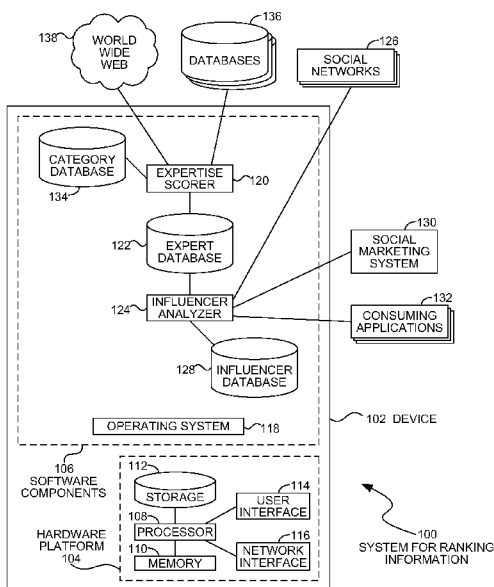 138
WORLD
WIDE
WEB
136
DATABASES
126
SOCIAL
NETWORKS
CATEGORY
DATABASE
134
EXPERTISE
SCORER
120
122
EXPERT
DATABASE
130
SOCIAL
MARKETING
SYSTEM
124
INFLUENCER
ANALYZER
132
CONSUMING
APPLICATIONS
128
INFLUENCER
DATABASE
OPERATING SYSTEM
118
102 DEVICE
106
SOFTWARE
COMPONENTS
112
STORAGE
114
USER
INTERFACE
108
PROCESSOR
HARDWARE
PLATFORM
104
110
MEMORY
116
NETWORK
INTERFACE
100
SYSTEM FOR RANKING
INFORMATION